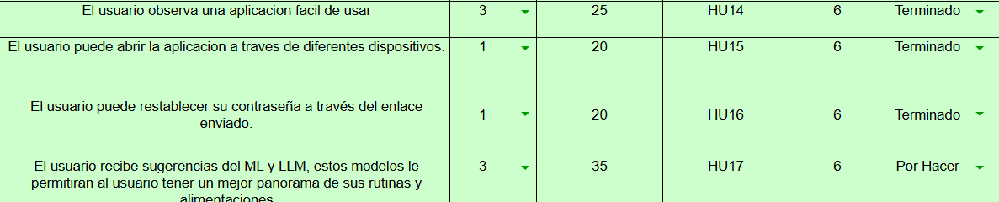 El usuario observa una aplicacion facil de usar 3 25 HU14 6 Terminado
El usuario puede abrir la aplicacion a traves de diferentes dispositivos. 1 20 HU15 6 Terminado
El usuario puede restablecer su contraseña a través del enlace
enviado. 1 20 HU16 6 Terminado
El usuario recibe sugerencias del ML y LLM, estos modelos le 3 35 HU17 6 Por Hacer
permitiran al usuario tener un mejor panorama de sus rutinas y
alimentaciones